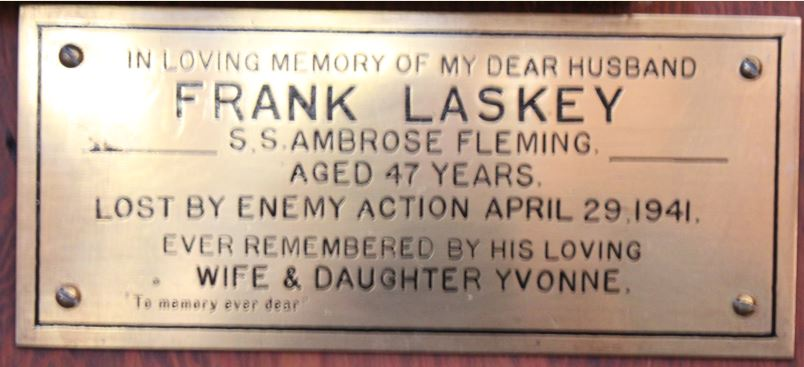 IN LOVING MEMORY OF MY DEAR HUSBAND
FRANK LASKEY
S.S. AMBROSE FLEMING.
AGED 47 YEARS.
LOST BY ENEMY ACTION APRIL 29, 1941.
EVER REMEMBERED BY HIS LOVING
WIFE & DAUGHTER YVONNE.
"To memory ever dear"